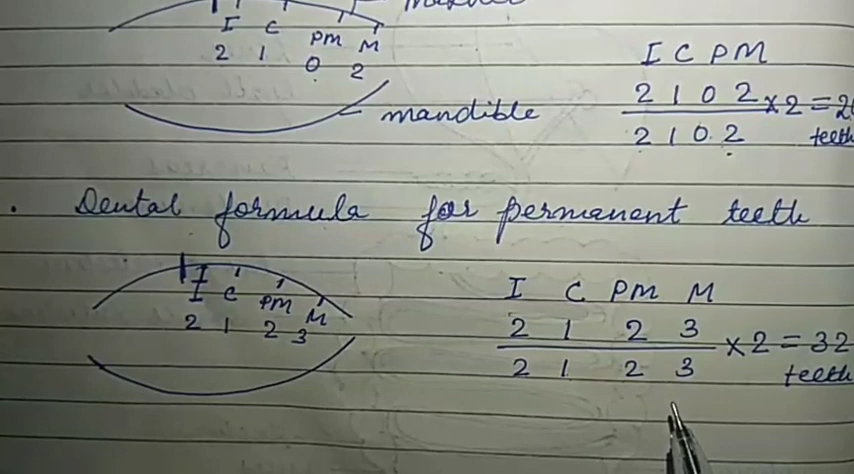 I C PM M
2 1 0 2
mandible
I C P M
2 1 0 2 × 2 =
2 1 0 2 teeth
. Dental formula for permanent teeth
I C PM M
2 1 2 3
I C PM M
2 1 2 3 × 2 = 32
2 1 2 3 teeth